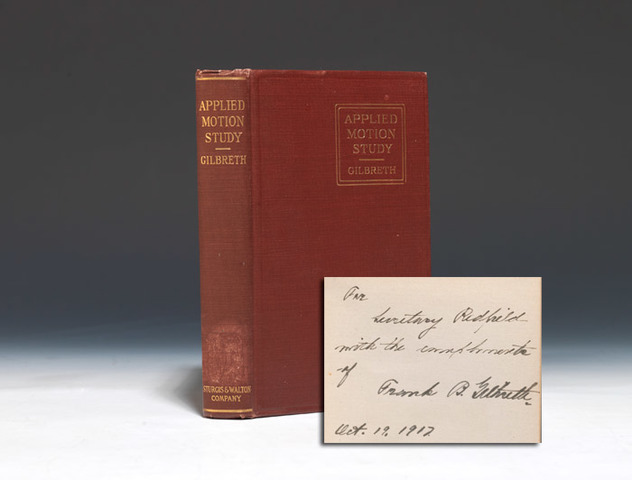 APPLIED
MOTION
STUDY
GILBRETH
STURGIS & WALTON
COMPANY
APPLIED
MOTION
STUDY
GILBRETH
For
Secretary Redfield
with the compliments
of
Frank B. Gilbreth.
Oct. 19, 1917